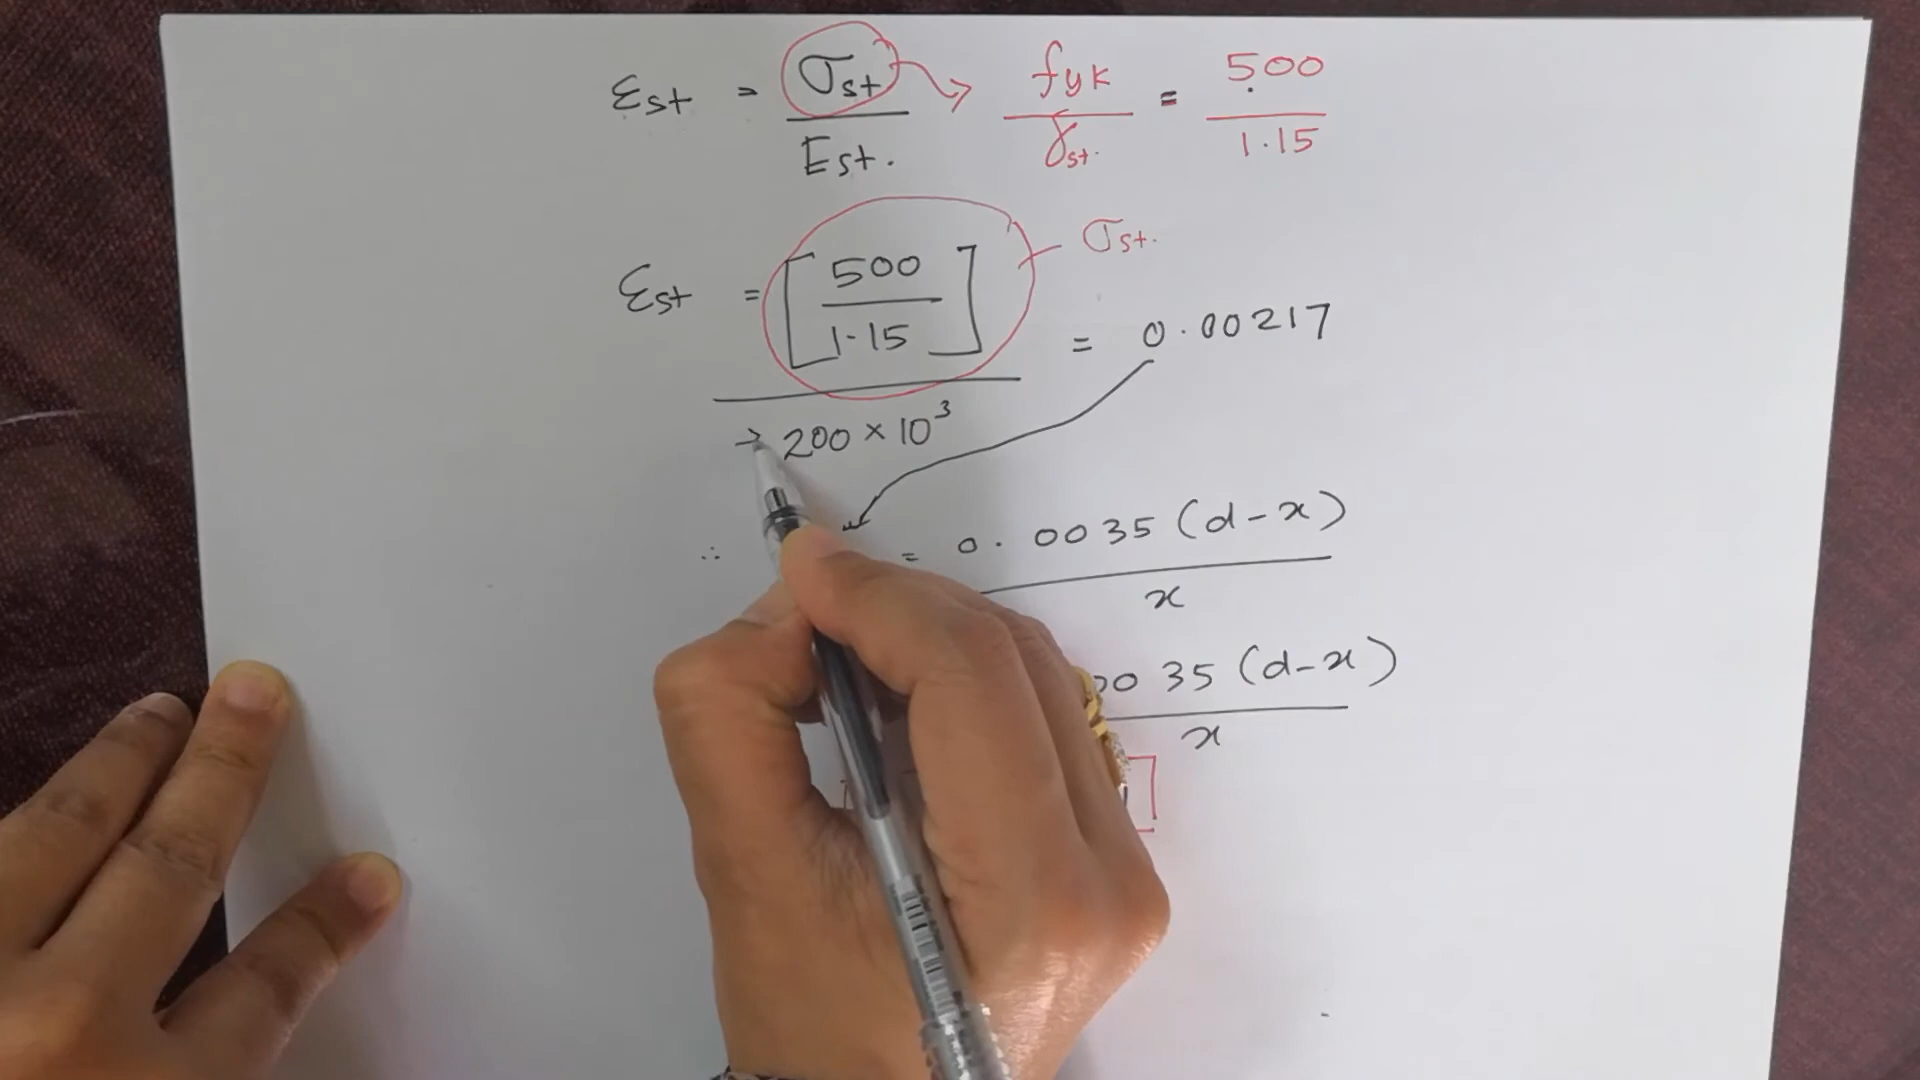 εst = σst / Est. → fyk / γst. = 500 / 1.15
εst = [500 / 1.15] / → 200 × 10³ = 0.00217
σst.
∴ = 0.0035 (d-x) / x
0035 (d-x) / x